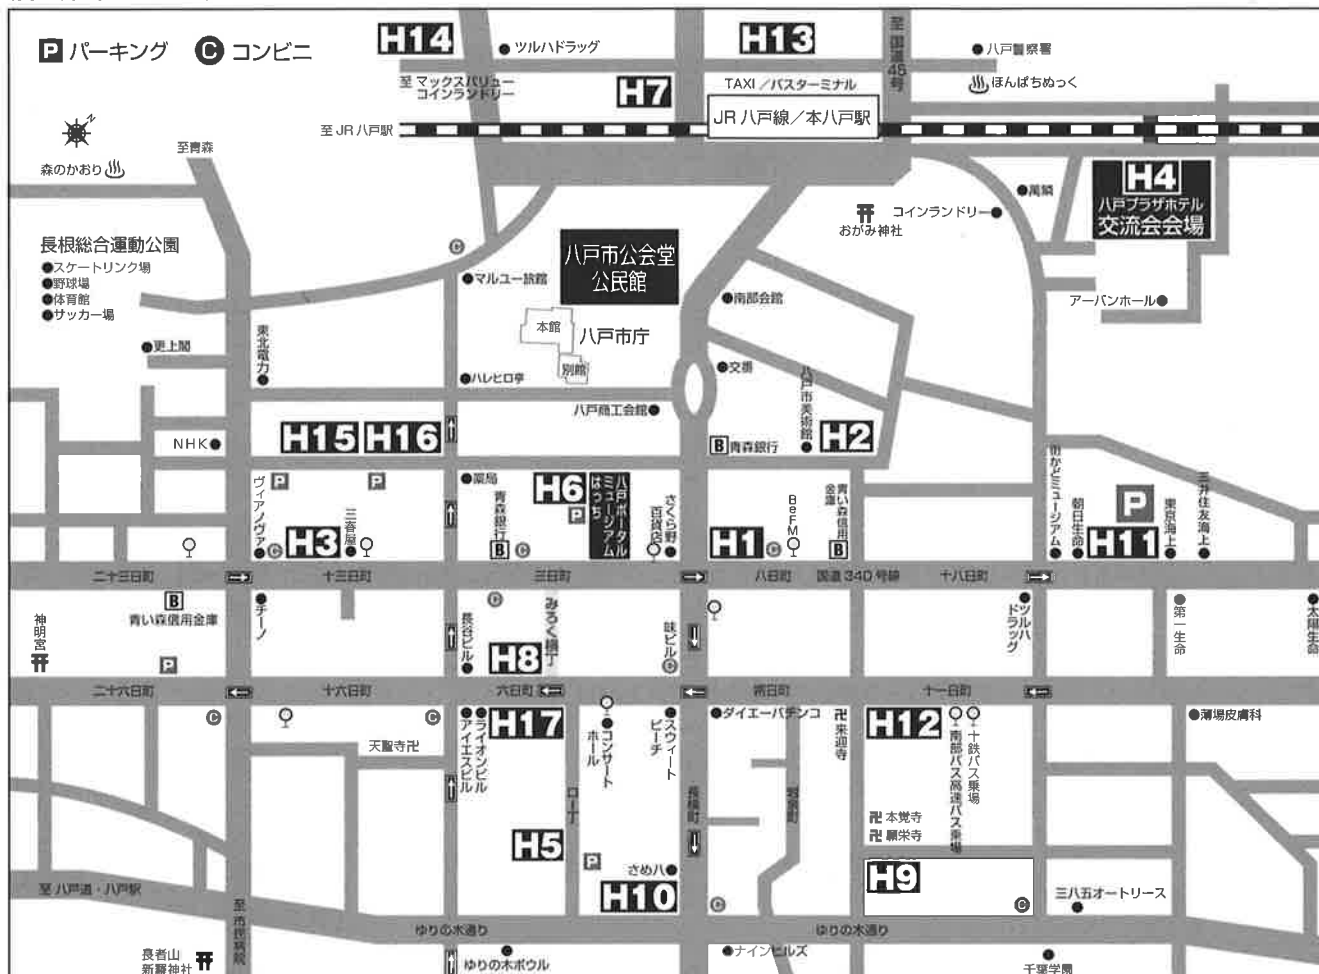 P パーキング
C コンビニ
H14
ツルハドラッグ
H13
至国道45号
八戸警察署
至 マックスバリュー
コインランドリー
H7
TAXI／バスターミナル
ほんぱちぬっく
至 JR 八戸駅
JR 八戸線／本八戸駅
N
至青森
森のかおり
H4
八戸プラザホテル
交流会会場
萬鱗
コインランドリー
おがみ神社
長根総合運動公園
スケートリンク場
野球場
体育館
サッカー場
C
マルユー旅館
八戸市公会堂
公民館
南部会館
アーバンホール
本館
八戸市庁
別館
更上閣
東北電力
ハレヒロ亭
交番
八戸市美術館
八戸商工会館
NHK
H15
H16
B 青森銀行
H2
ヴィアノヴァ
P
P
薬局
青森銀行
B
C
H6
P
八戸ポータル
ミュージアム
はっち
さくら野
百貨店
BeFM
青い森信用
金庫
B
街かどミュージアム
朝日生命
P
東京海上
三井住友海上
C
H3
三春屋
H1
C
H11
二十三日町
十三日町
三日町
八日町
国道 340 号線
十八日町
B
青い森信用金庫
神明宮
P
チーノ
長谷ビル
C
みろく横丁
H8
味ビル
C
ツルハ
ドラッグ
第一生命
太陽生命
二十六日町
十六日町
六日町
朔日町
十一日町
C
C
天聖寺
アイエスビル
ライオンビル
H17
コンサート
ホール
スウィート
ピーチ
ダイエーパチンコ
来迎寺
H12
南部バス高速バス乗場
十鉄バス乗場
薄場皮膚科
ロー丁
長横町
本覚寺
願栄寺
H5
P
さめ八
H10
C
H9
C
三八五オートリース
至 八戸道・八戸駅
至市民病院
ゆりの木通り
ゆりの木通り
長者山
新羅神社
ゆりの木ボウル
ナインヒルズ
千葉学園